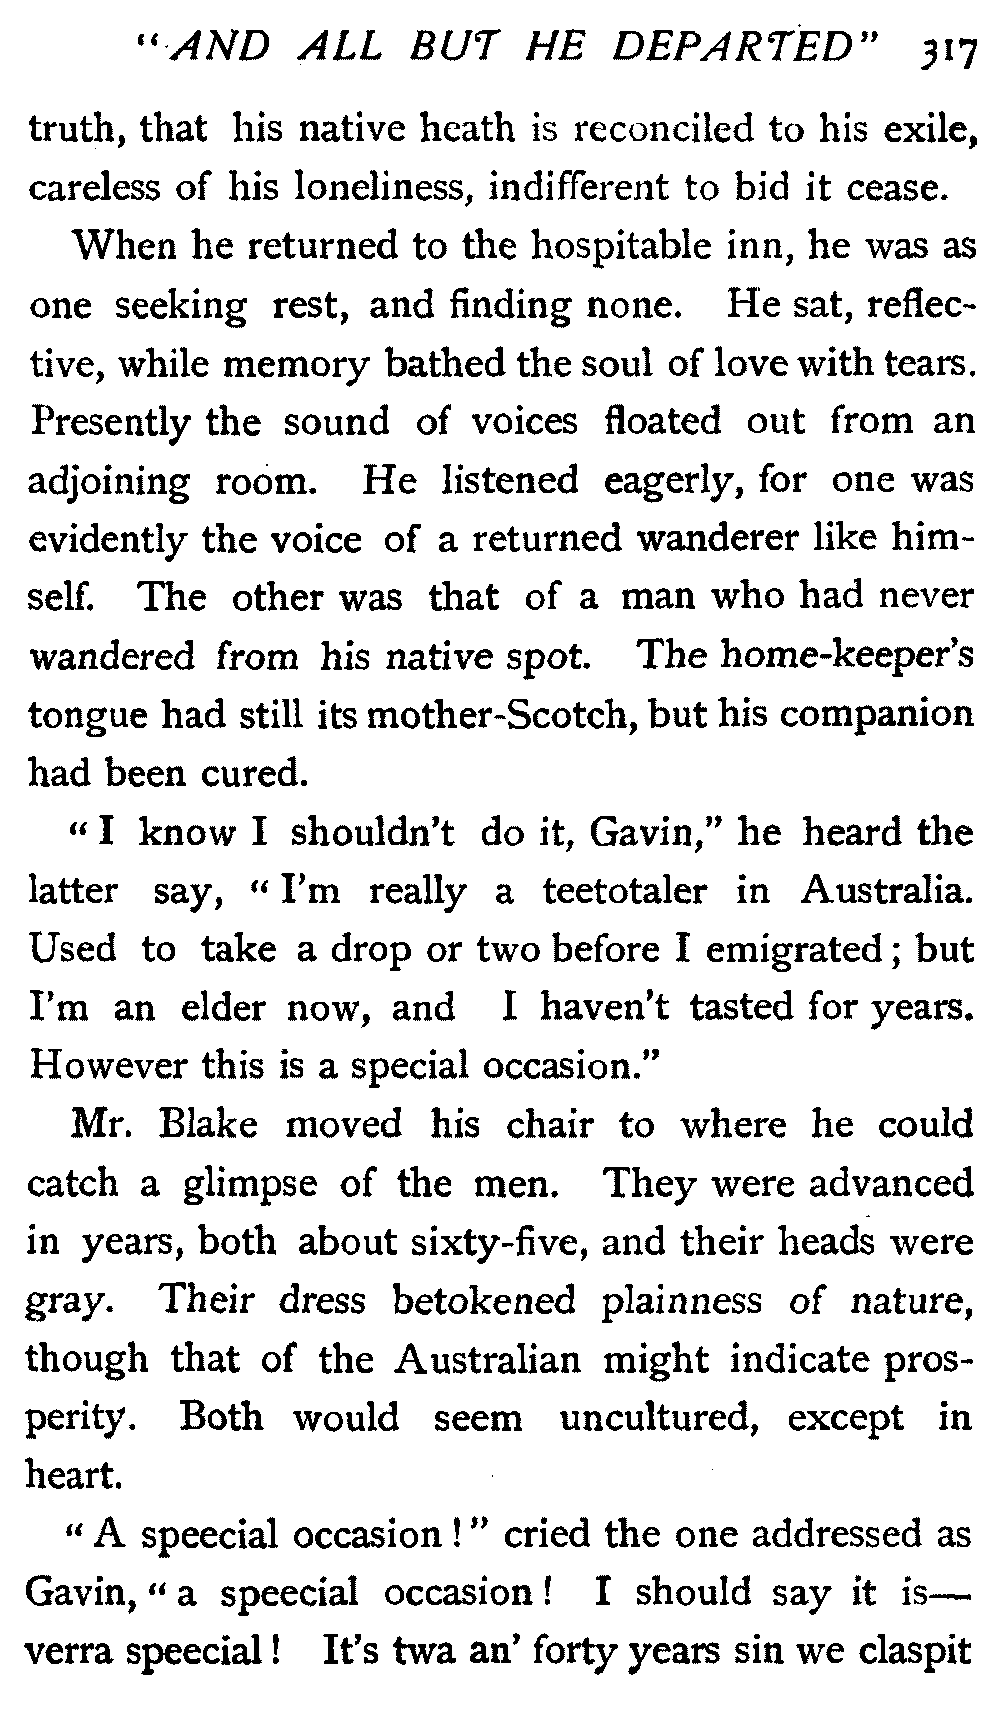 "AND ALL BUT HE DEPARTED" 317
truth, that his native heath is reconciled to his exile,
careless of his loneliness, indifferent to bid it cease.
When he returned to the hospitable inn, he was as
one seeking rest, and finding none. He sat, reflec-
tive, while memory bathed the soul of love with tears.
Presently the sound of voices floated out from an
adjoining room. He listened eagerly, for one was
evidently the voice of a returned wanderer like him-
self. The other was that of a man who had never
wandered from his native spot. The home-keeper's
tongue had still its mother-Scotch, but his companion
had been cured.
"I know I shouldn't do it, Gavin," he heard the
latter say, "I'm really a teetotaler in Australia.
Used to take a drop or two before I emigrated; but
I'm an elder now, and I haven't tasted for years.
However this is a special occasion."
Mr. Blake moved his chair to where he could
catch a glimpse of the men. They were advanced
in years, both about sixty-five, and their heads were
gray. Their dress betokened plainness of nature,
though that of the Australian might indicate pros-
perity. Both would seem uncultured, except in
heart.
"A speecial occasion!" cried the one addressed as
Gavin, "a speecial occasion! I should say it is—
verra speecial! It's twa an' forty years sin we claspit